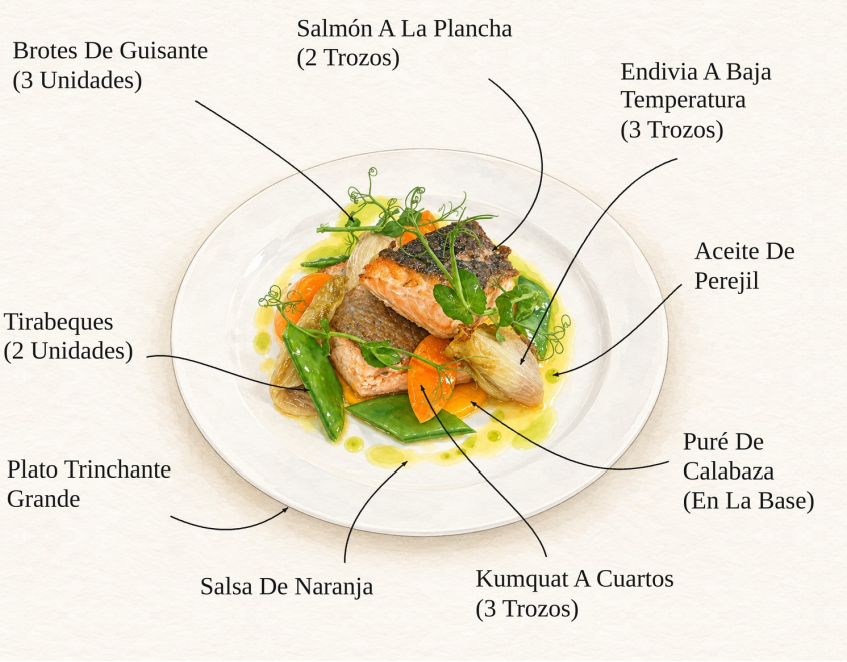 Salmón A La Plancha
(2 Trozos)
Brotes De Guisante
(3 Unidades)
Endivia A Baja
Temperatura
(3 Trozos)
Aceite De
Perejil
Tirabeques
(2 Unidades)
Puré De
Calabaza
(En La Base)
Plato Trinchante
Grande
Salsa De Naranja
Kumquat A Cuartos
(3 Trozos)